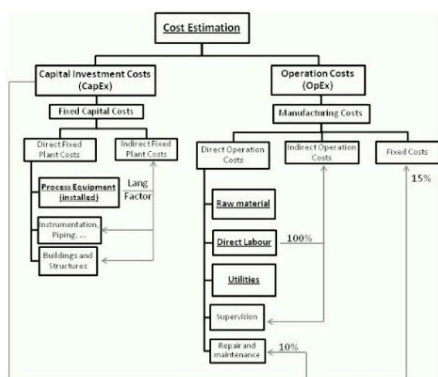 Cost Estimation
Capital Investment Costs
(CapEx)
Operation Costs
(OpEx)
Fixed Capital Costs
Manufacturing Costs
Direct Fixed
Plant Costs
Indirect Fixed
Plant Costs
Direct Operation
Costs
Indirect Operation
Costs
Fixed Costs
Process Equipment
(installed)
Lang
Factor
15%
Raw material
Instrumentation,
Piping, ...
Direct Labour
100%
Buildings and
Structures
Utilities
Supervision
Repair and
maintenance
10%